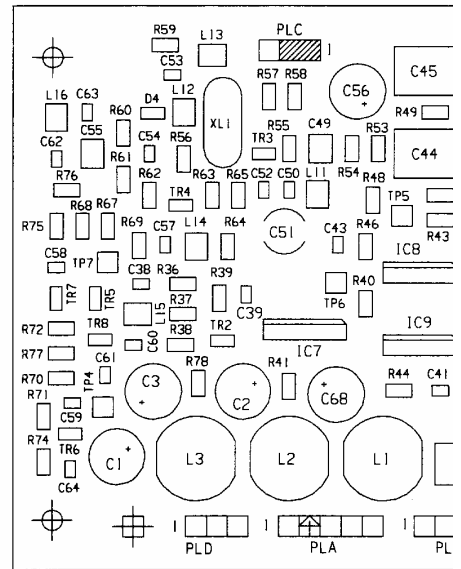 R59
L13
PLC
1
C53
C45
R57
R58
C56
+
L16
C63
D4
L12
XL1
R49
R60
C55
C54
R56
TR3
R55
C49
R53
C44
C62
R61
R54
R76
R62
TR4
R63
R65
C52
C50
L11
R48
TP5
R75
R68
R67
R69
C57
L14
R64
C51
C43
R46
R43
C58
TP7
IC8
C38
R36
R39
C39
TP6
R40
TR7
TR5
L15
R37
R72
TR8
C60
R38
TR2
IC7
IC9
R77
C61
R70
TP4
C3
+
R78
C2
+
R41
C68
+
R44
C41
R71
C59
R74
TR6
C64
C1
+
L3
L2
L1
1
PLD
1
PLA
1
PL